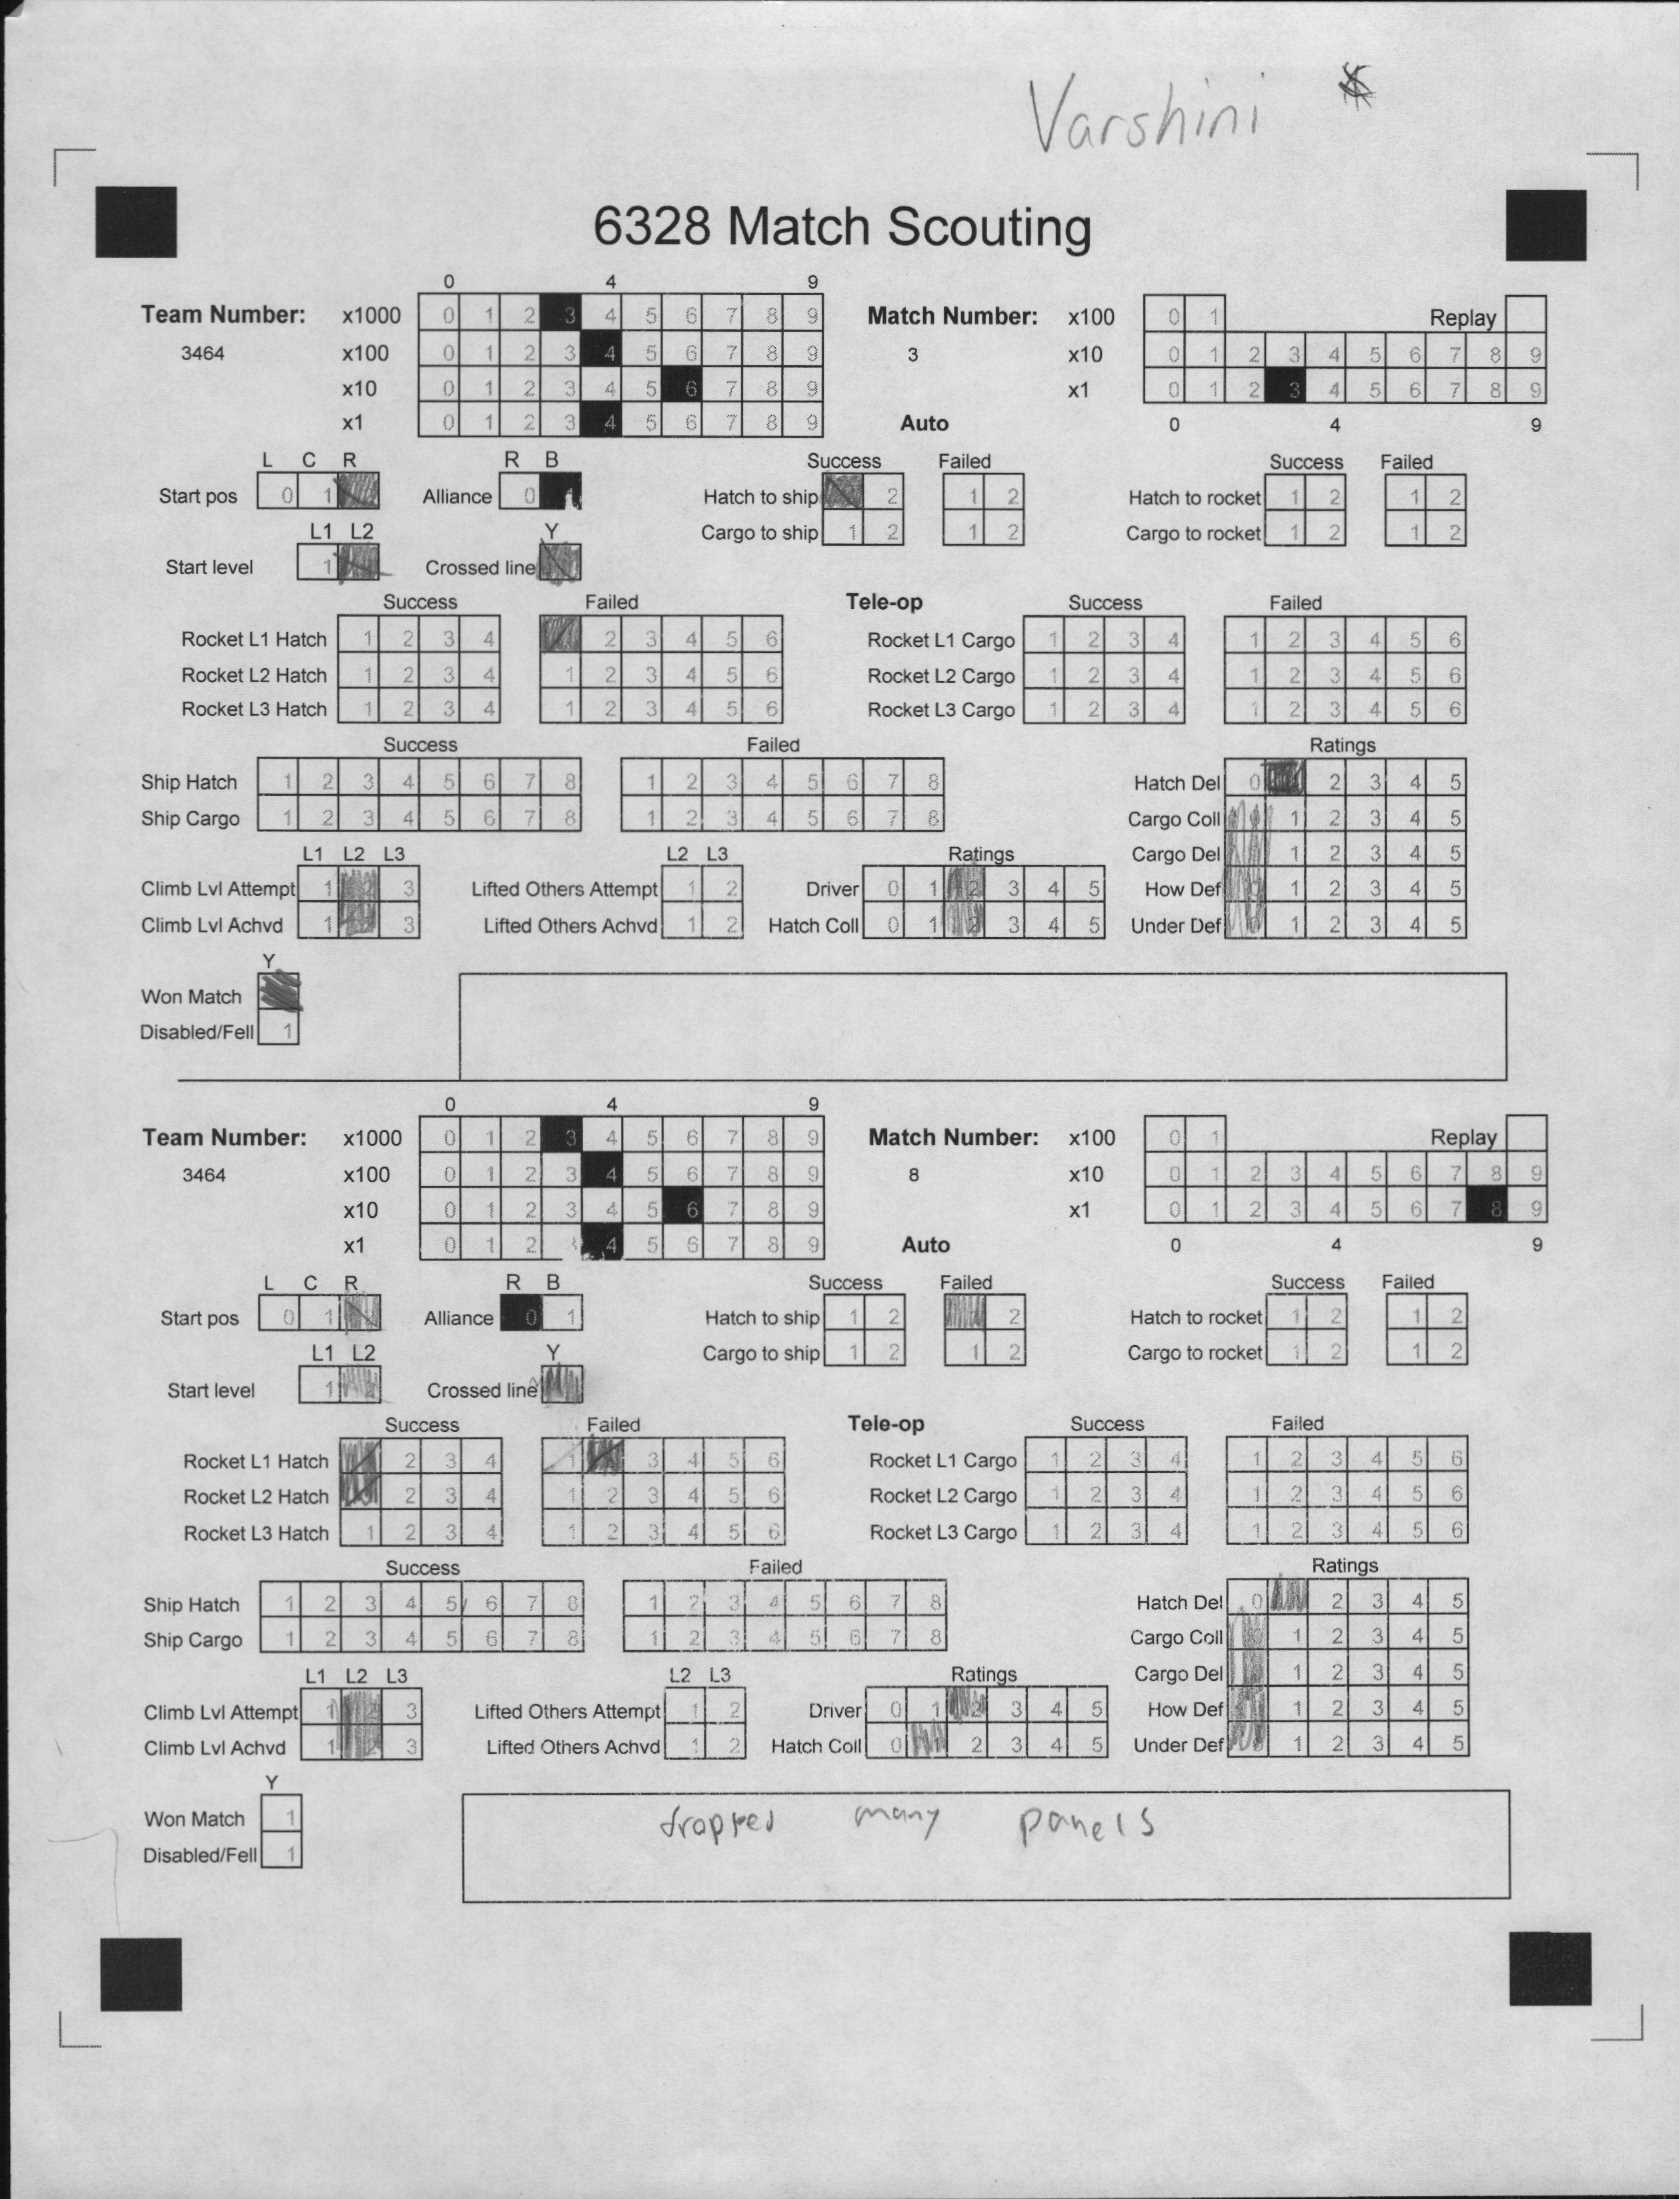 Varshini
6328 Match Scouting
0 4 9
Team Number: x1000 0 1 2 3 4 5 6 7 8 9 Match Number: x100 0 1 Replay
3464 x100 0 1 2 3 4 5 6 7 8 9 3 x10 0 1 2 3 4 5 6 7 8 9
x10 0 1 2 3 4 5 6 7 8 9 x1 0 1 2 3 4 5 6 7 8 9
x1 0 1 2 3 4 5 6 7 8 9 Auto 0 4 9
L C R R B Success Failed Success Failed
Start pos 0 1 Alliance 0 1 Hatch to ship 2 1 2 Hatch to rocket 1 2 1 2
L1 L2 Y Cargo to ship 1 2 1 2 Cargo to rocket 1 2 1 2
Start level 1 Crossed line
Success Failed Tele-op Success Failed
Rocket L1 Hatch 1 2 3 4 2 3 4 5 6 Rocket L1 Cargo 1 2 3 4 1 2 3 4 5 6
Rocket L2 Hatch 1 2 3 4 1 2 3 4 5 6 Rocket L2 Cargo 1 2 3 4 1 2 3 4 5 6
Rocket L3 Hatch 1 2 3 4 1 2 3 4 5 6 Rocket L3 Cargo 1 2 3 4 1 2 3 4 5 6
Success Failed Ratings
Ship Hatch 1 2 3 4 5 6 7 8 1 2 3 4 5 6 7 8 Hatch Del 0 2 3 4 5
Ship Cargo 1 2 3 4 5 6 7 8 1 2 3 4 5 6 7 8 Cargo Coll 1 2 3 4 5
L1 L2 L3 L2 L3 Ratings Cargo Del 1 2 3 4 5
Climb Lvl Attempt 1 2 3 Lifted Others Attempt 1 2 Driver 0 1 2 3 4 5 How Def 1 2 3 4 5
Climb Lvl Achvd 1 2 3 Lifted Others Achvd 1 2 Hatch Coll 0 1 2 3 4 5 Under Def 0 1 2 3 4 5
Y
Won Match
Disabled/Fell 1
0 4 9
Team Number: x1000 0 1 2 3 4 5 6 7 8 9 Match Number: x100 0 1 Replay
3464 x100 0 1 2 3 4 5 6 7 8 9 8 x10 0 1 2 3 4 5 6 7 8 9
x10 0 1 2 3 4 5 6 7 8 9 x1 0 1 2 3 4 5 6 7 8 9
x1 0 1 2 4 5 6 7 8 9 Auto 0 4 9
L C R R B Success Failed Success Failed
Start pos 0 1 Alliance 0 1 Hatch to ship 1 2 2 Hatch to rocket 1 2 1 2
L1 L2 Y Cargo to ship 1 2 1 2 Cargo to rocket 1 2 1 2
Start level 1 Crossed line
Success Failed Tele-op Success Failed
Rocket L1 Hatch 2 3 4 1 3 4 5 6 Rocket L1 Cargo 1 2 3 4 1 2 3 4 5 6
Rocket L2 Hatch 2 3 4 1 2 3 4 5 6 Rocket L2 Cargo 1 2 3 4 1 2 3 4 5 6
Rocket L3 Hatch 1 2 3 4 1 2 3 4 5 6 Rocket L3 Cargo 1 2 3 4 1 2 3 4 5 6
Success Failed Ratings
Ship Hatch 1 2 3 4 5 6 7 8 1 2 3 4 5 6 7 8 Hatch Del 0 2 3 4 5
Ship Cargo 1 2 3 4 5 6 7 8 1 2 3 4 5 6 7 8 Cargo Coll 1 2 3 4 5
L1 L2 L3 L2 L3 Ratings Cargo Del 1 2 3 4 5
Climb Lvl Attempt 1 2 3 Lifted Others Attempt 1 2 Driver 0 1 2 3 4 5 How Def 1 2 3 4 5
Climb Lvl Achvd 1 2 3 Lifted Others Achvd 1 2 Hatch Coll 0 1 2 3 4 5 Under Def 1 2 3 4 5
Y
Won Match 1
Disabled/Fell 1
dropped many panels